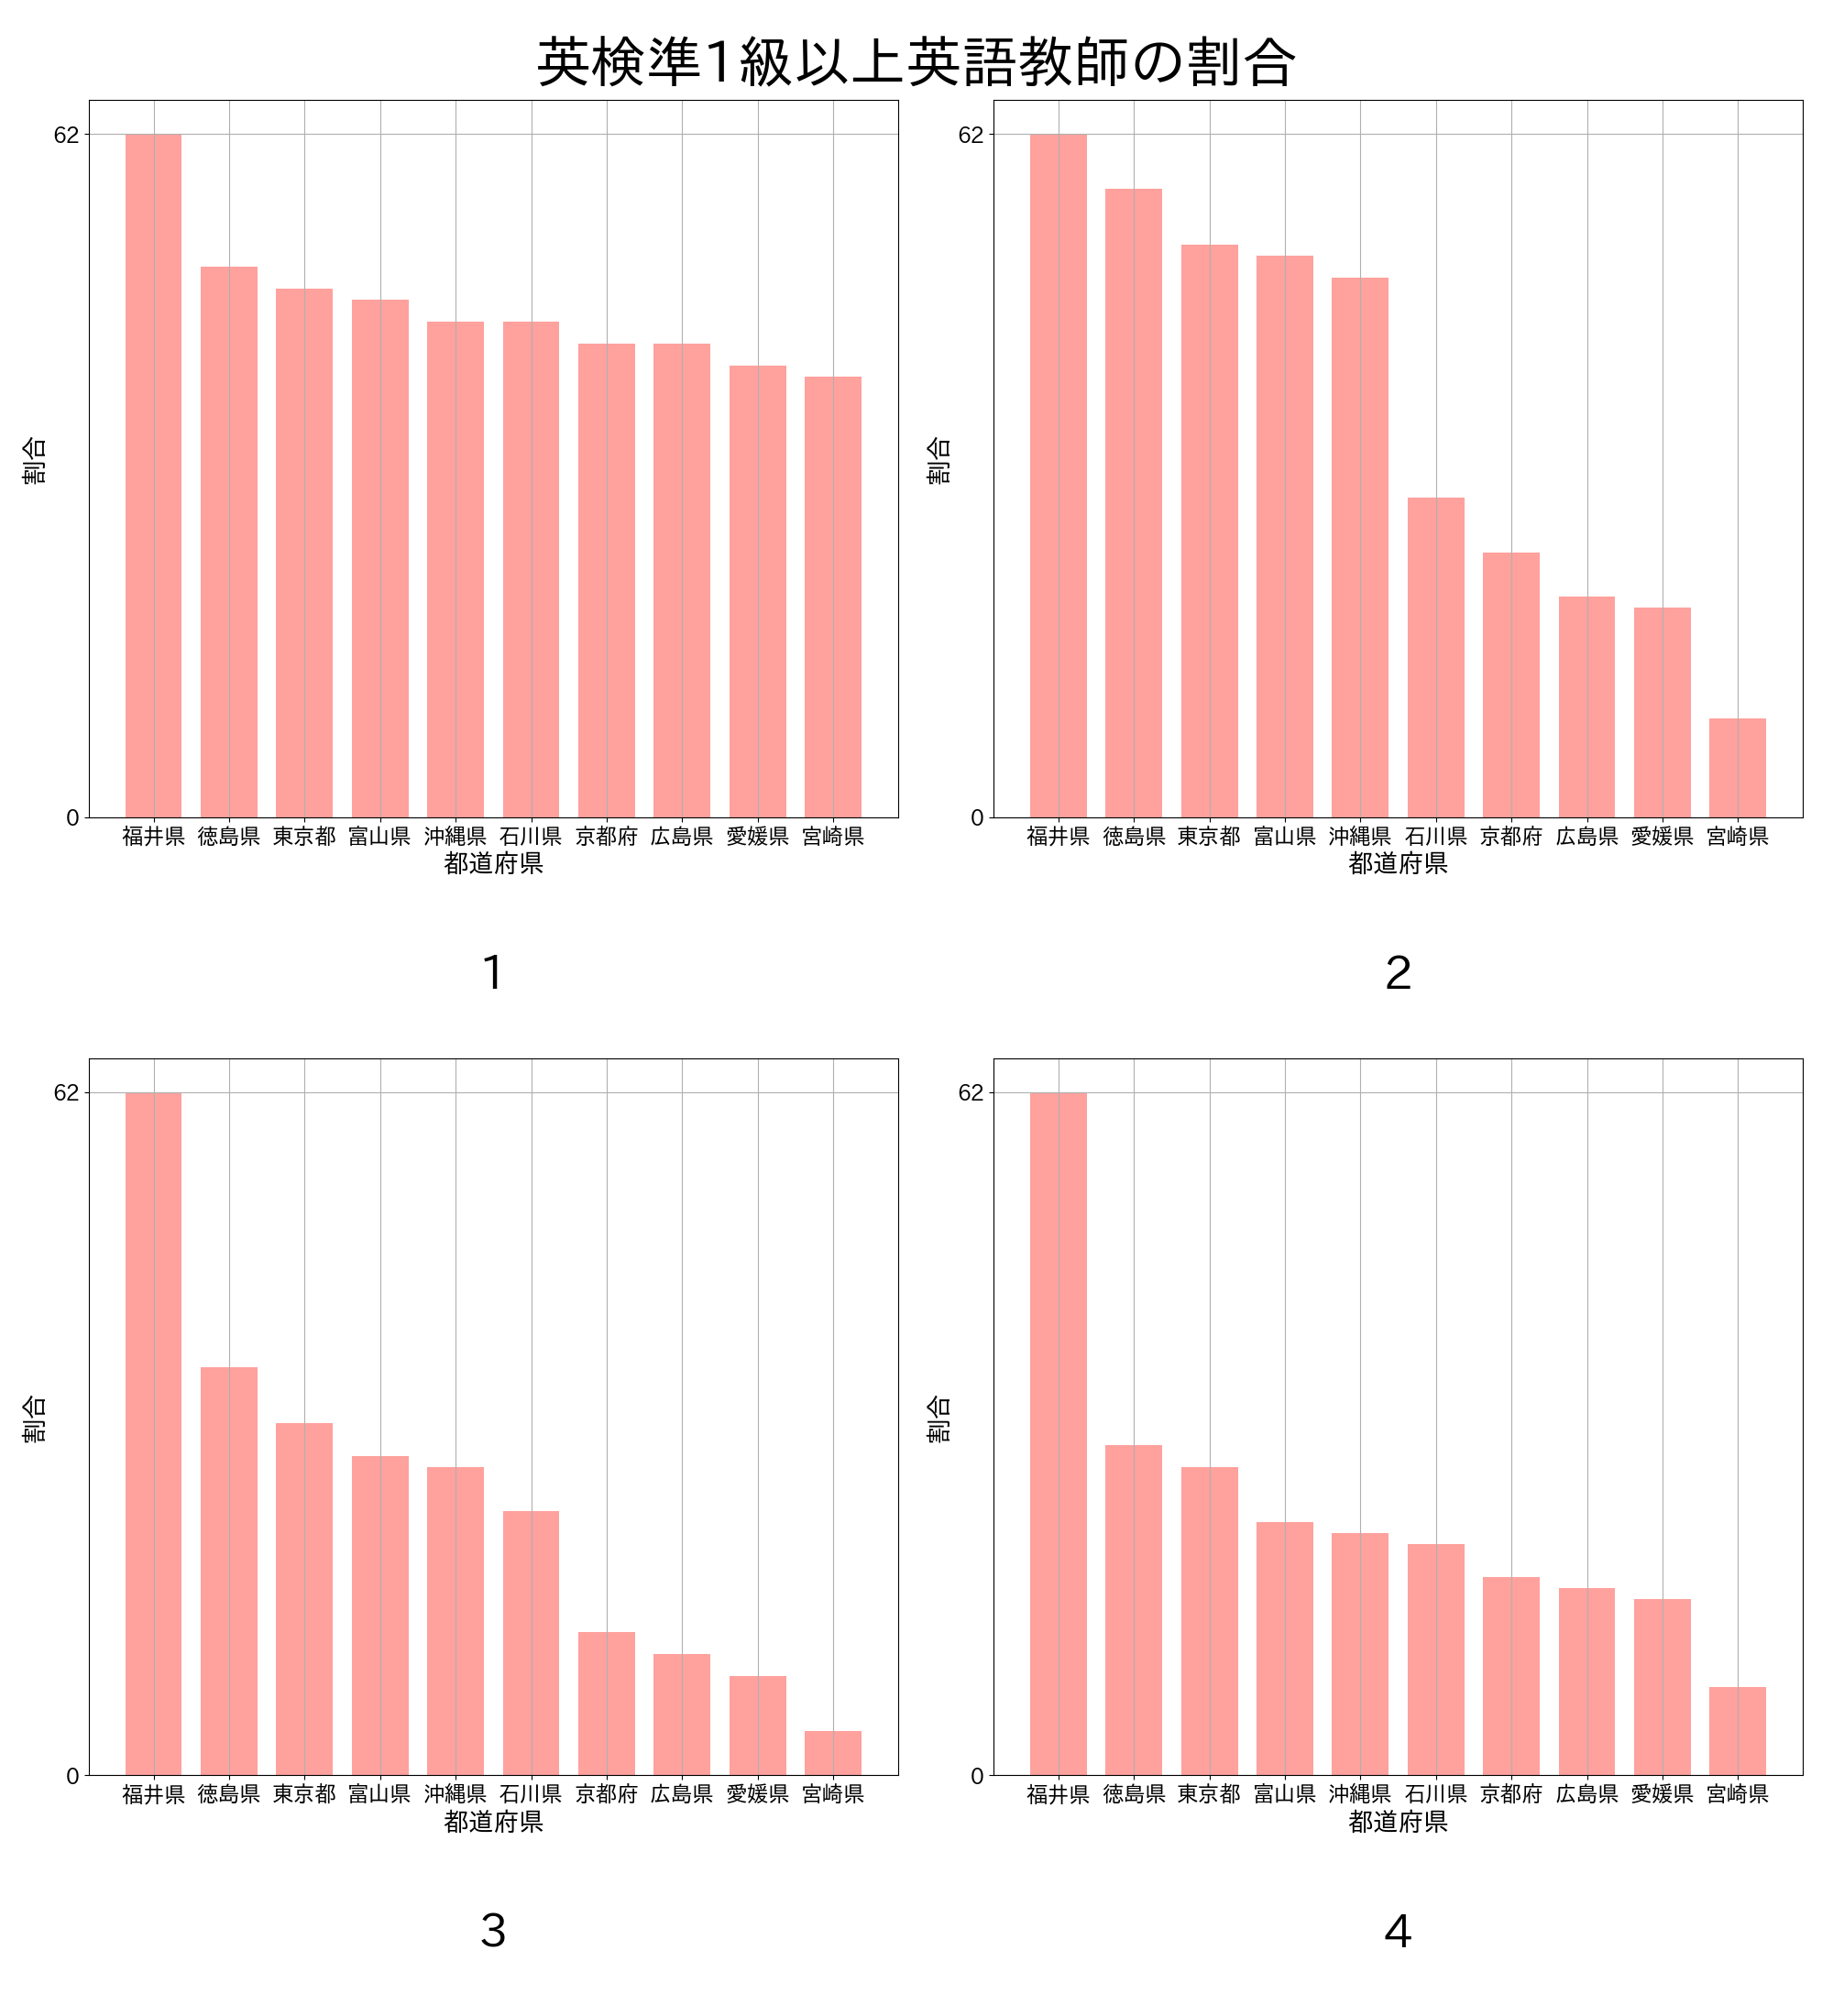 英検準1級以上英語教師の割合
62
0
割合
福井県 徳島県 東京都 富山県 沖縄県 石川県 京都府 広島県 愛媛県 宮崎県
都道府県
1
62
0
割合
福井県 徳島県 東京都 富山県 沖縄県 石川県 京都府 広島県 愛媛県 宮崎県
都道府県
2
62
0
割合
福井県 徳島県 東京都 富山県 沖縄県 石川県 京都府 広島県 愛媛県 宮崎県
都道府県
3
62
0
割合
福井県 徳島県 東京都 富山県 沖縄県 石川県 京都府 広島県 愛媛県 宮崎県
都道府県
4